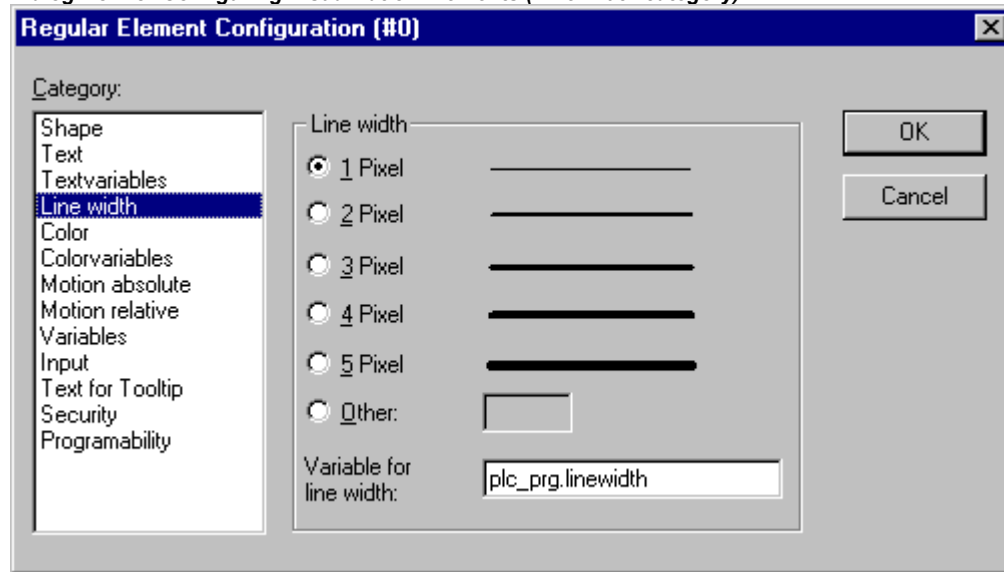 Regular Element Configuration (#0)
Category:
Shape
Text
Textvariables
Line width
Color
Colorvariables
Motion absolute
Motion relative
Variables
Input
Text for Tooltip
Security
Programability
Line width
1 Pixel
2 Pixel
3 Pixel
4 Pixel
5 Pixel
Other:
Variable for
line width:
plc_prg.linewidth
OK
Cancel